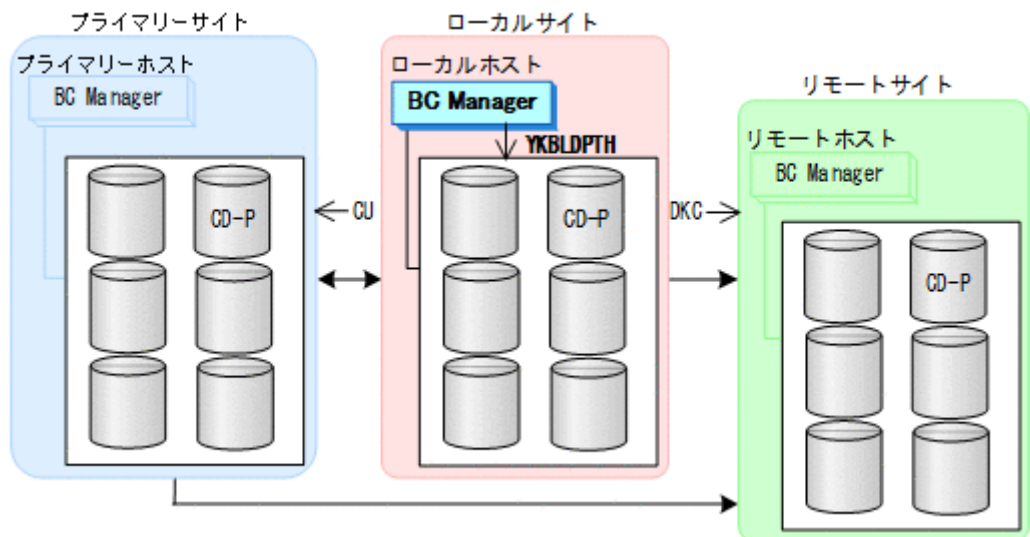 プライマリーサイト
プライマリーホスト
BC Manager
CD-P
CU
ローカルサイト
ローカルホスト
BC Manager
YKBLDPTH
CD-P
DKC
リモートサイト
リモートホスト
BC Manager
CD-P